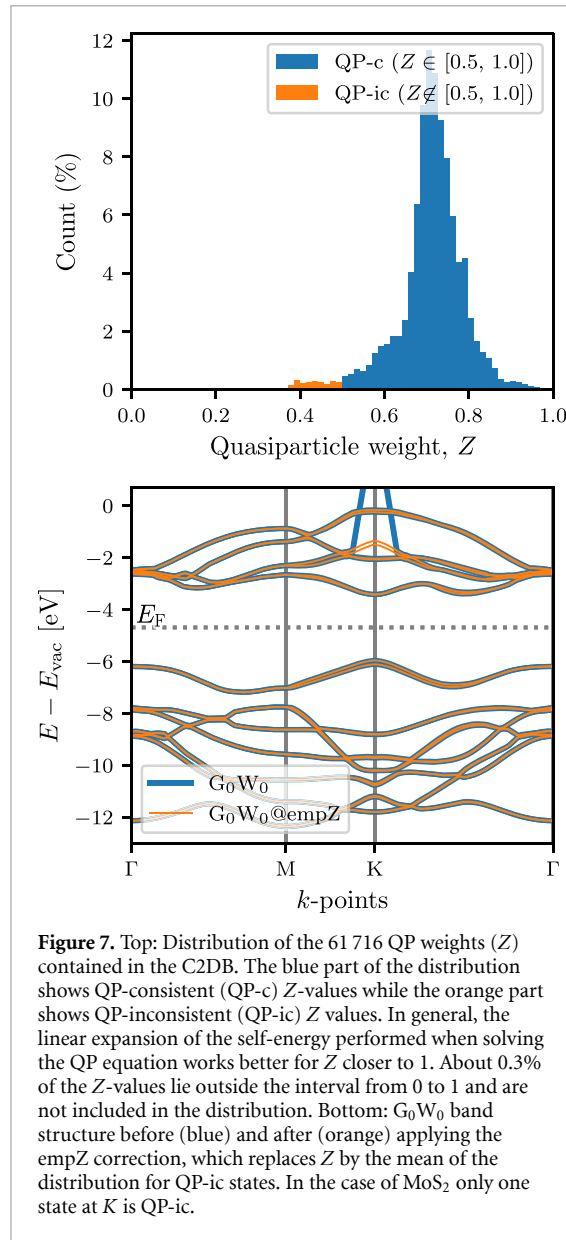 12
10
8
6
4
2
0
Count (%)
QP-c (Z ∈ [0.5, 1.0])
QP-ic (Z∉ [0.5, 1.0])
0.0 0.2 0.4 0.6 0.8 1.0
Quasiparticle weight, Z
0
−2
−4
−6
−8
−10
−12
E − Evac [eV]
EF
G0W0
G0W0@empZ
Γ M K Γ
k-points
Figure 7. Top: Distribution of the 61 716 QP weights (Z)
contained in the C2DB. The blue part of the distribution
shows QP-consistent (QP-c) Z-values while the orange part
shows QP-inconsistent (QP-ic) Z values. In general, the
linear expansion of the self-energy performed when solving
the QP equation works better for Z closer to 1. About 0.3%
of the Z-values lie outside the interval from 0 to 1 and are
not included in the distribution. Bottom: G0W0 band
structure before (blue) and after (orange) applying the
empZ correction, which replaces Z by the mean of the
distribution for QP-ic states. In the case of MoS2 only one
state at K is QP-ic.